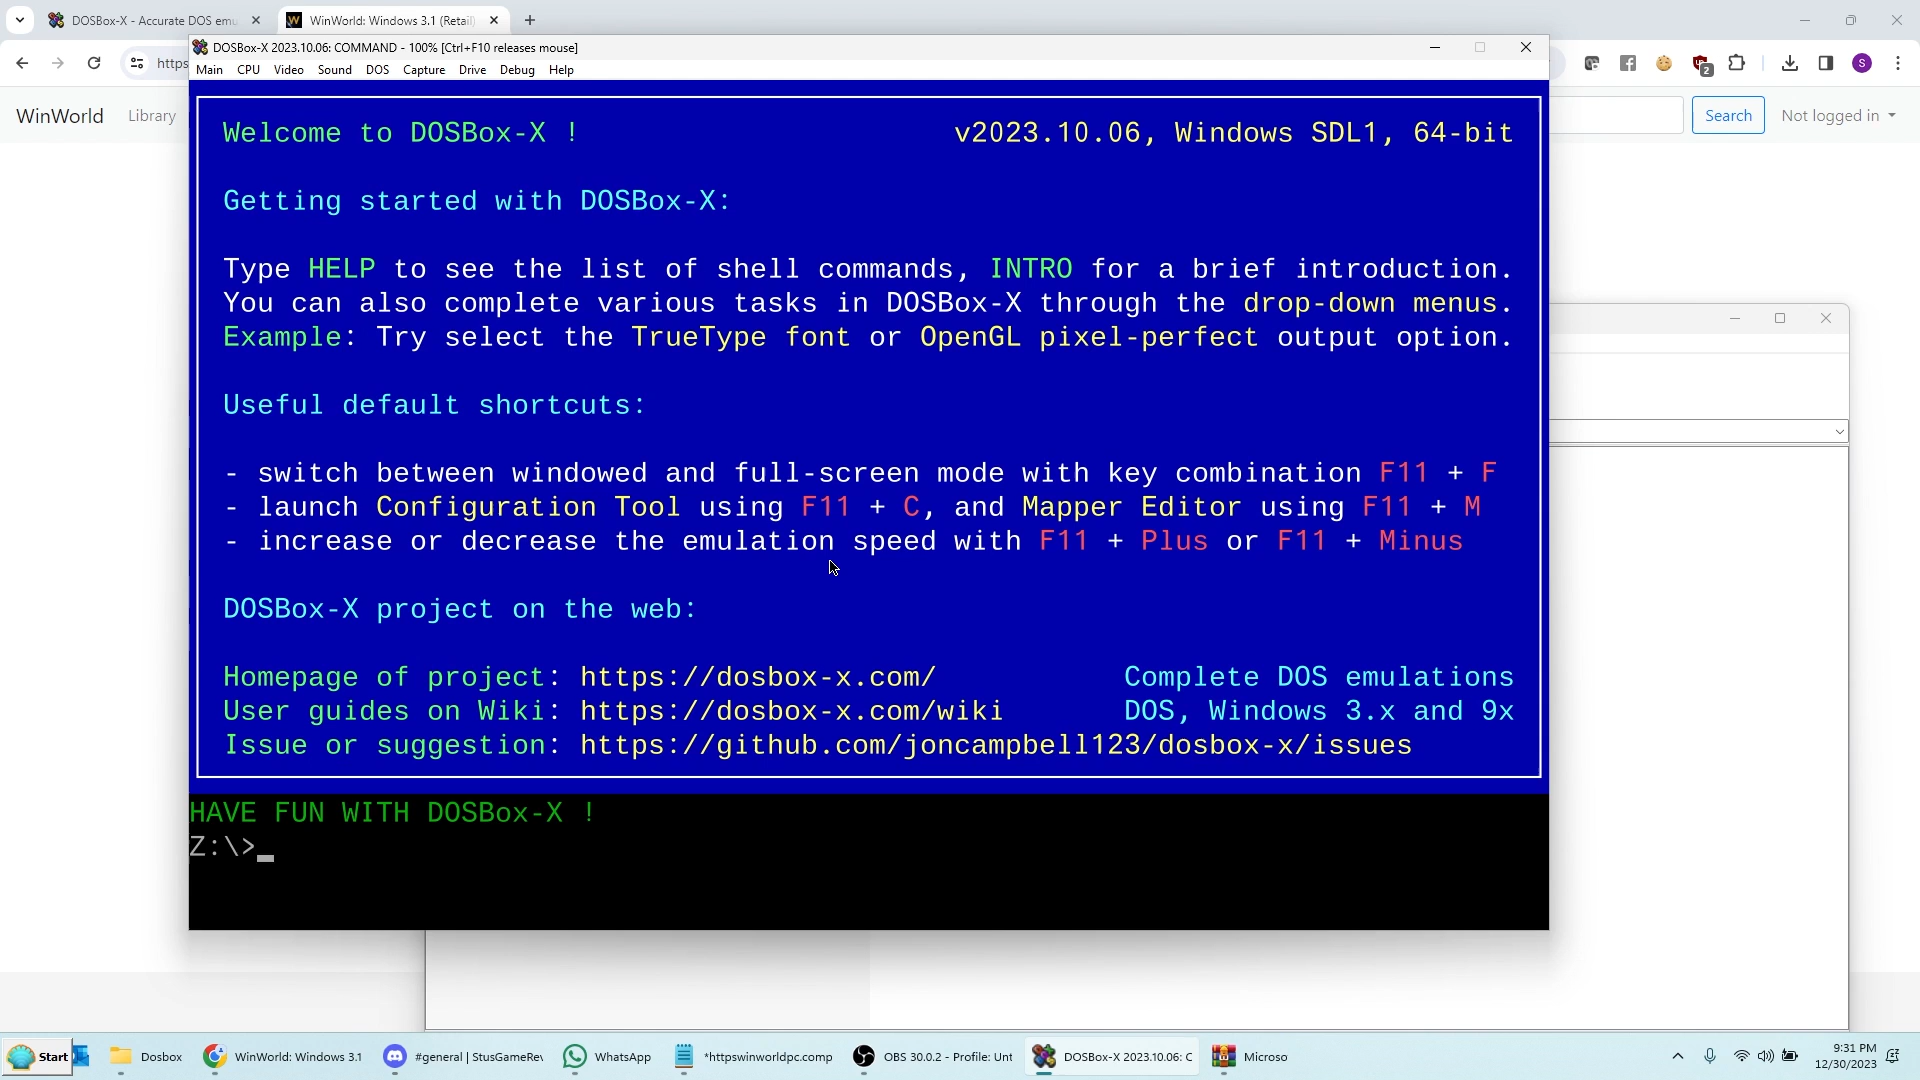 DOSBox-X - Accurate DOS emu
WinWorld: Windows 3.1 (Retail)
DOSBox-X 2023.10.06: COMMAND - 100% [Ctrl+F10 releases mouse]
https
2
S
Main CPU Video Sound DOS Capture Drive Debug Help
WinWorld Library
Search Not logged in
Welcome to DOSBox-X ! v2023.10.06, Windows SDL1, 64-bit
Getting started with DOSBox-X:
Type HELP to see the list of shell commands, INTRO for a brief introduction.
You can also complete various tasks in DOSBox-X through the drop-down menus.
Example: Try select the TrueType font or OpenGL pixel-perfect output option.
Useful default shortcuts:
- switch between windowed and full-screen mode with key combination F11 + F
- launch Configuration Tool using F11 + C, and Mapper Editor using F11 + M
- increase or decrease the emulation speed with F11 + Plus or F11 + Minus
DOSBox-X project on the web:
Homepage of project: https://dosbox-x.com/ Complete DOS emulations
User guides on Wiki: https://dosbox-x.com/wiki DOS, Windows 3.x and 9x
Issue or suggestion: https://github.com/joncampbell123/dosbox-x/issues
HAVE FUN WITH DOSBox-X !
Z:\>
Start Dosbox WinWorld: Windows 3.1 #general | StusGameRev WhatsApp *httpswinworldpc.comp OBS 30.0.2 - Profile: Unt DOSBox-X 2023.10.06: C Microso
9:31 PM
12/30/2023